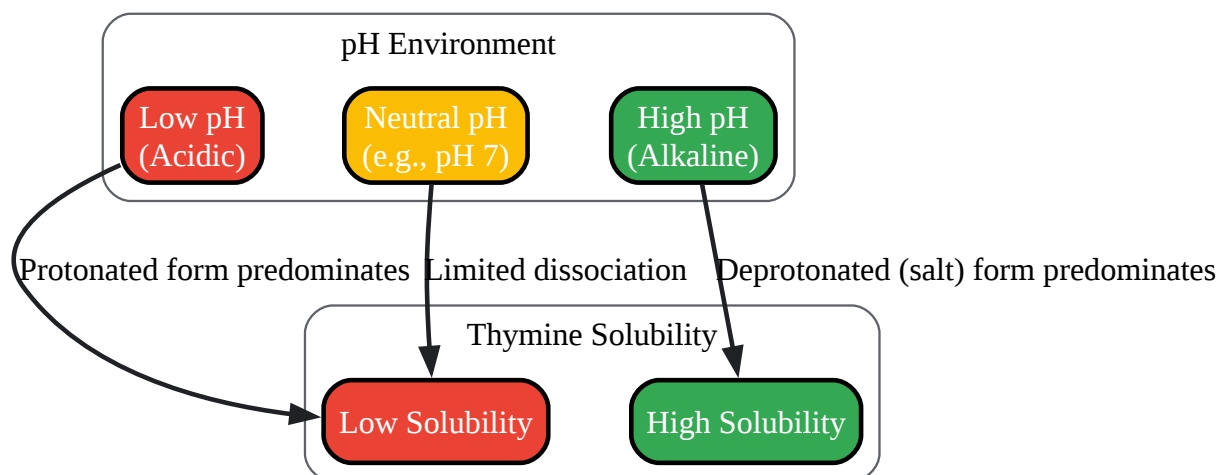 pH Environment
Low pH
(Acidic)
Neutral pH
(e.g., pH 7)
High pH
(Alkaline)
Protonated form predominates
Limited dissociation
Deprotonated (salt) form predominates
Thymine Solubility
Low Solubility
High Solubility